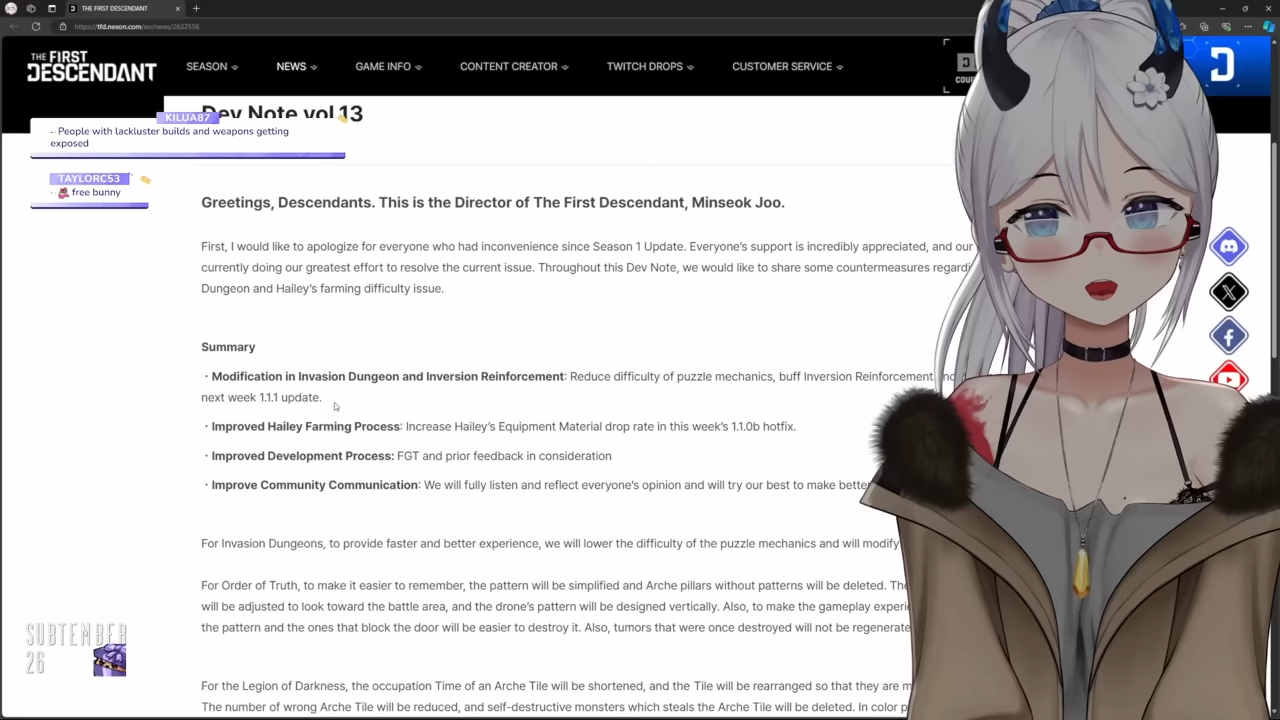 THE FIRST DESCENDANT
https://tfd.nexon.com/en/news/2632556
THE FIRST
DESCENDANT
SEASON
NEWS
GAME INFO
CONTENT CREATOR
TWITCH DROPS
CUSTOMER SERVICE
Dev Note vol.13
KILUA87
People with lackluster builds and weapons getting
exposed
TAYLORC53
free bunny
Greetings, Descendants. This is the Director of The First Descendant, Minseok Joo.
First, I would like to apologize for everyone who had inconvenience since Season 1 Update. Everyone's support is incredibly appreciated, and our
currently doing our greatest effort to resolve the current issue. Throughout this Dev Note, we would like to share some countermeasures regardi
Dungeon and Hailey's farming difficulty issue.
Summary
· Modification in Invasion Dungeon and Inversion Reinforcement: Reduce difficulty of puzzle mechanics, buff Inversion Reinforcement
next week 1.1.1 update.
· Improved Hailey Farming Process: Increase Hailey's Equipment Material drop rate in this week's 1.1.0b hotfix.
· Improved Development Process: FGT and prior feedback in consideration
· Improve Community Communication: We will fully listen and reflect everyone's opinion and will try our best to make bette
For Invasion Dungeons, to provide faster and better experience, we will lower the difficulty of the puzzle mechanics and will modify
For Order of Truth, to make it easier to remember, the pattern will be simplified and Arche pillars without patterns will be deleted. The
will be adjusted to look toward the battle area, and the drone's pattern will be designed vertically. Also, to make the gameplay experi
the pattern and the ones that block the door will be easier to destroy it. Also, tumors that were once destroyed will not be regenerate
SUBTEMBER
26
For the Legion of Darkness, the occupation Time of an Arche Tile will be shortened, and the Tile will be rearranged so that they are m
The number of wrong Arche Tile will be reduced, and self-destructive monsters which steals the Arche Tile will be deleted. In color p